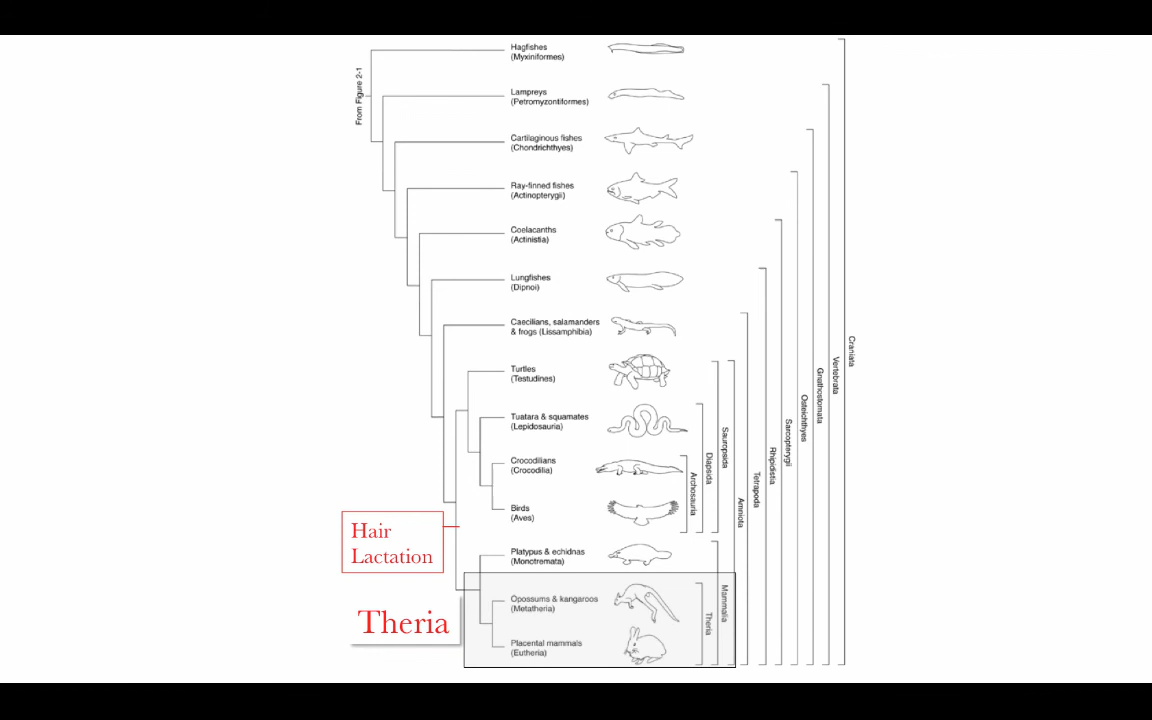 From Figure 2-1
Hagfishes
(Myxiniformes)
Lampreys
(Petromyzontiformes)
Cartilaginous fishes
(Chondrichthyes)
Ray-finned fishes
(Actinopterygii)
Coelacanths
(Actinistia)
Lungfishes
(Dipnoi)
Caecilians, salamanders
& frogs (Lissamphibia)
Turtles
(Testudines)
Tuatara & squamates
(Lepidosauria)
Crocodilians
(Crocodilia)
Birds
(Aves)
Platypus & echidnas
(Monotremata)
Opossums & kangaroos
(Metatheria)
Placental mammals
(Eutheria)
Hair
Lactation
Theria
Theria
Mammalia
Archosauria
Diapsida
Sauropsida
Amniota
Tetrapoda
Rhipidistia
Sarcopterygii
Osteichthyes
Gnathostomata
Vertebrata
Craniata